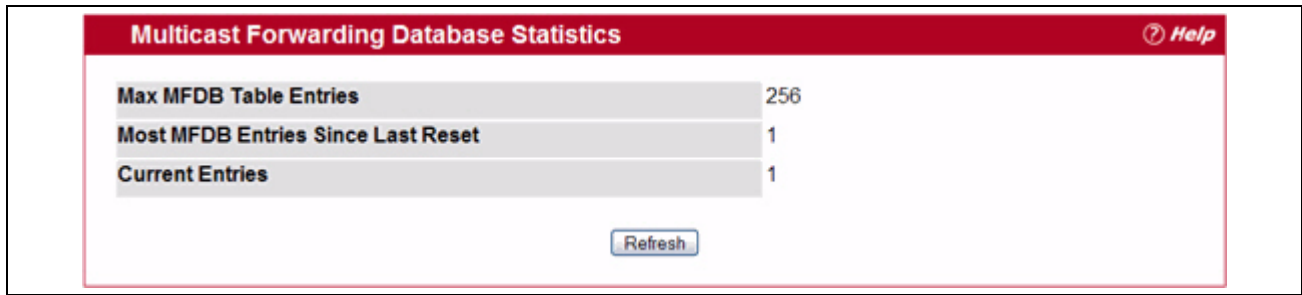 Multicast Forwarding Database Statistics ? Help
Max MFDB Table Entries 256
Most MFDB Entries Since Last Reset 1
Current Entries 1
Refresh